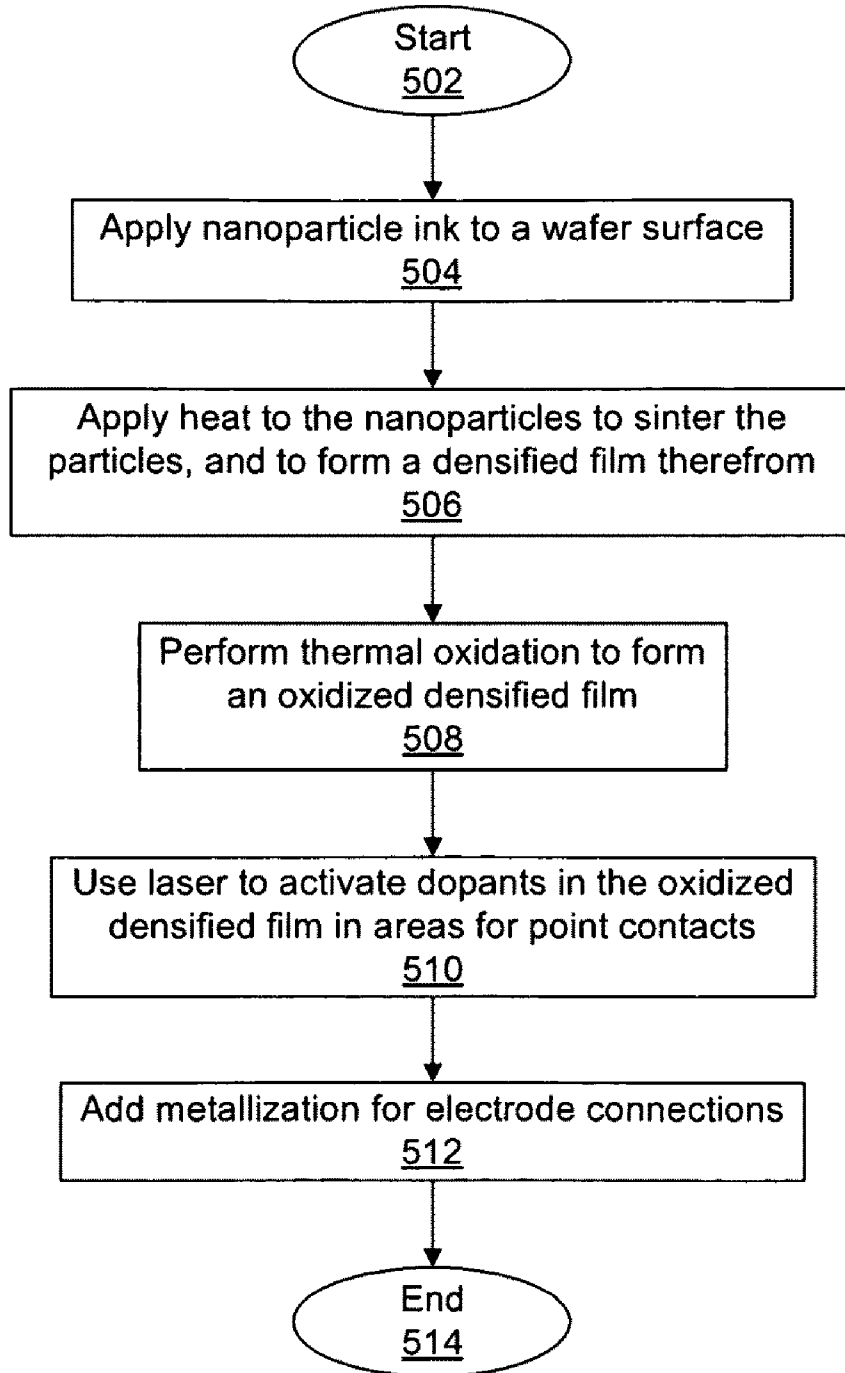 Start
502
Apply nanoparticle ink to a wafer surface
504
Apply heat to the nanoparticles to sinter the
particles, and to form a densified film therefrom
506
Perform thermal oxidation to form
an oxidized densified film
508
Use laser to activate dopants in the oxidized
densified film in areas for point contacts
510
Add metallization for electrode connections
512
End
514